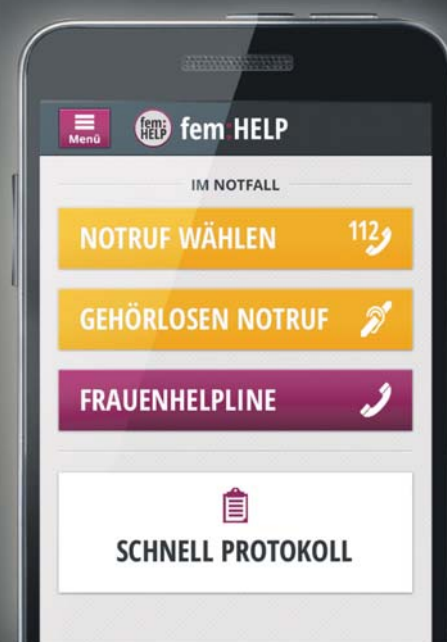 Menü
fem:
HELP
fem:HELP
IM NOTFALL
NOTRUF WÄHLEN
112
GEHÖRLOSEN NOTRUF
FRAUENHELPLINE
SCHNELL PROTOKOLL